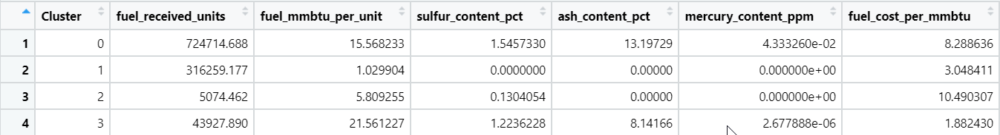 Cluster fuel_received_units fuel_mmbtu_per_unit sulfur_content_pct ash_content_pct mercury_content_ppm fuel_cost_per_mmbtu
1 0 724714.688 15.568233 1.5457330 13.19729 4.333260e-02 8.288636
2 1 316259.177 1.029904 0.0000000 0.00000 0.000000e+00 3.048411
3 2 5074.462 5.809255 0.1304054 0.00000 0.000000e+00 10.490307
4 3 43927.890 21.561227 1.2236228 8.14166 2.677888e-06 1.882430